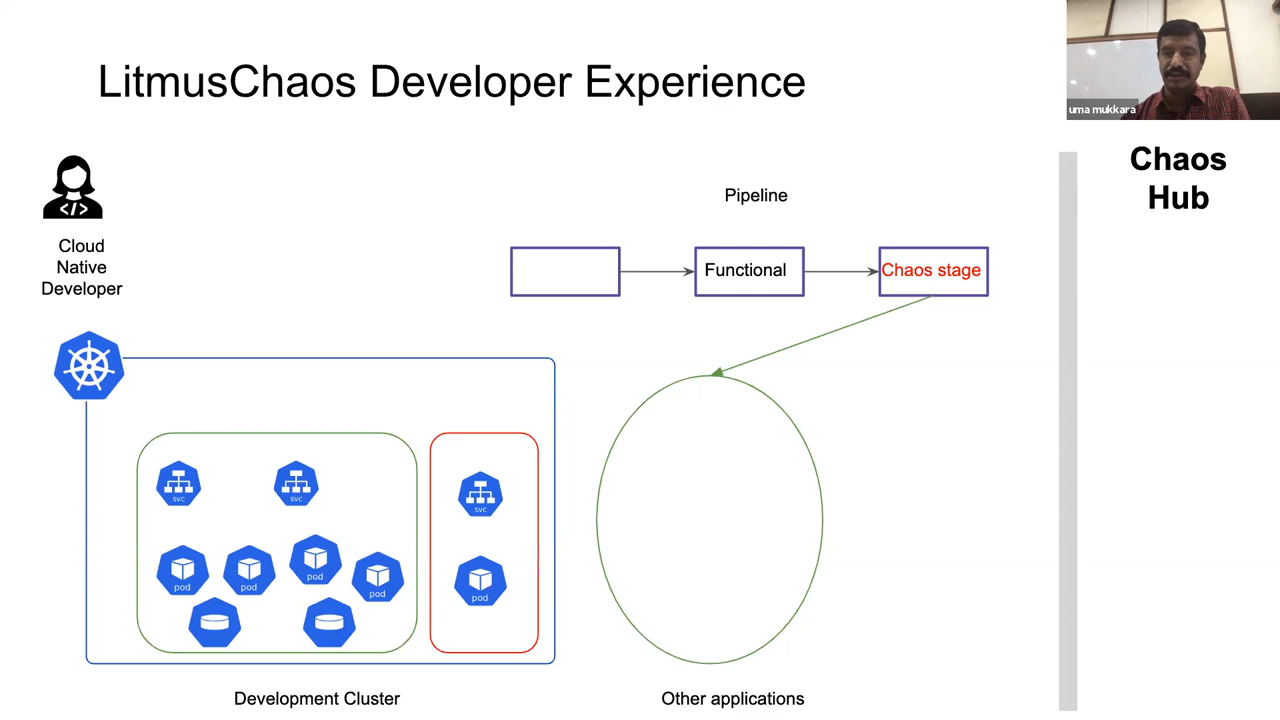 LitmusChaos Developer Experience
uma mukkara
Chaos
Hub
</>
Cloud
Native
Developer
Pipeline
Functional
Chaos stage
svc
svc
svc
pod
pod
pod
pod
pod
Development Cluster
Other applications